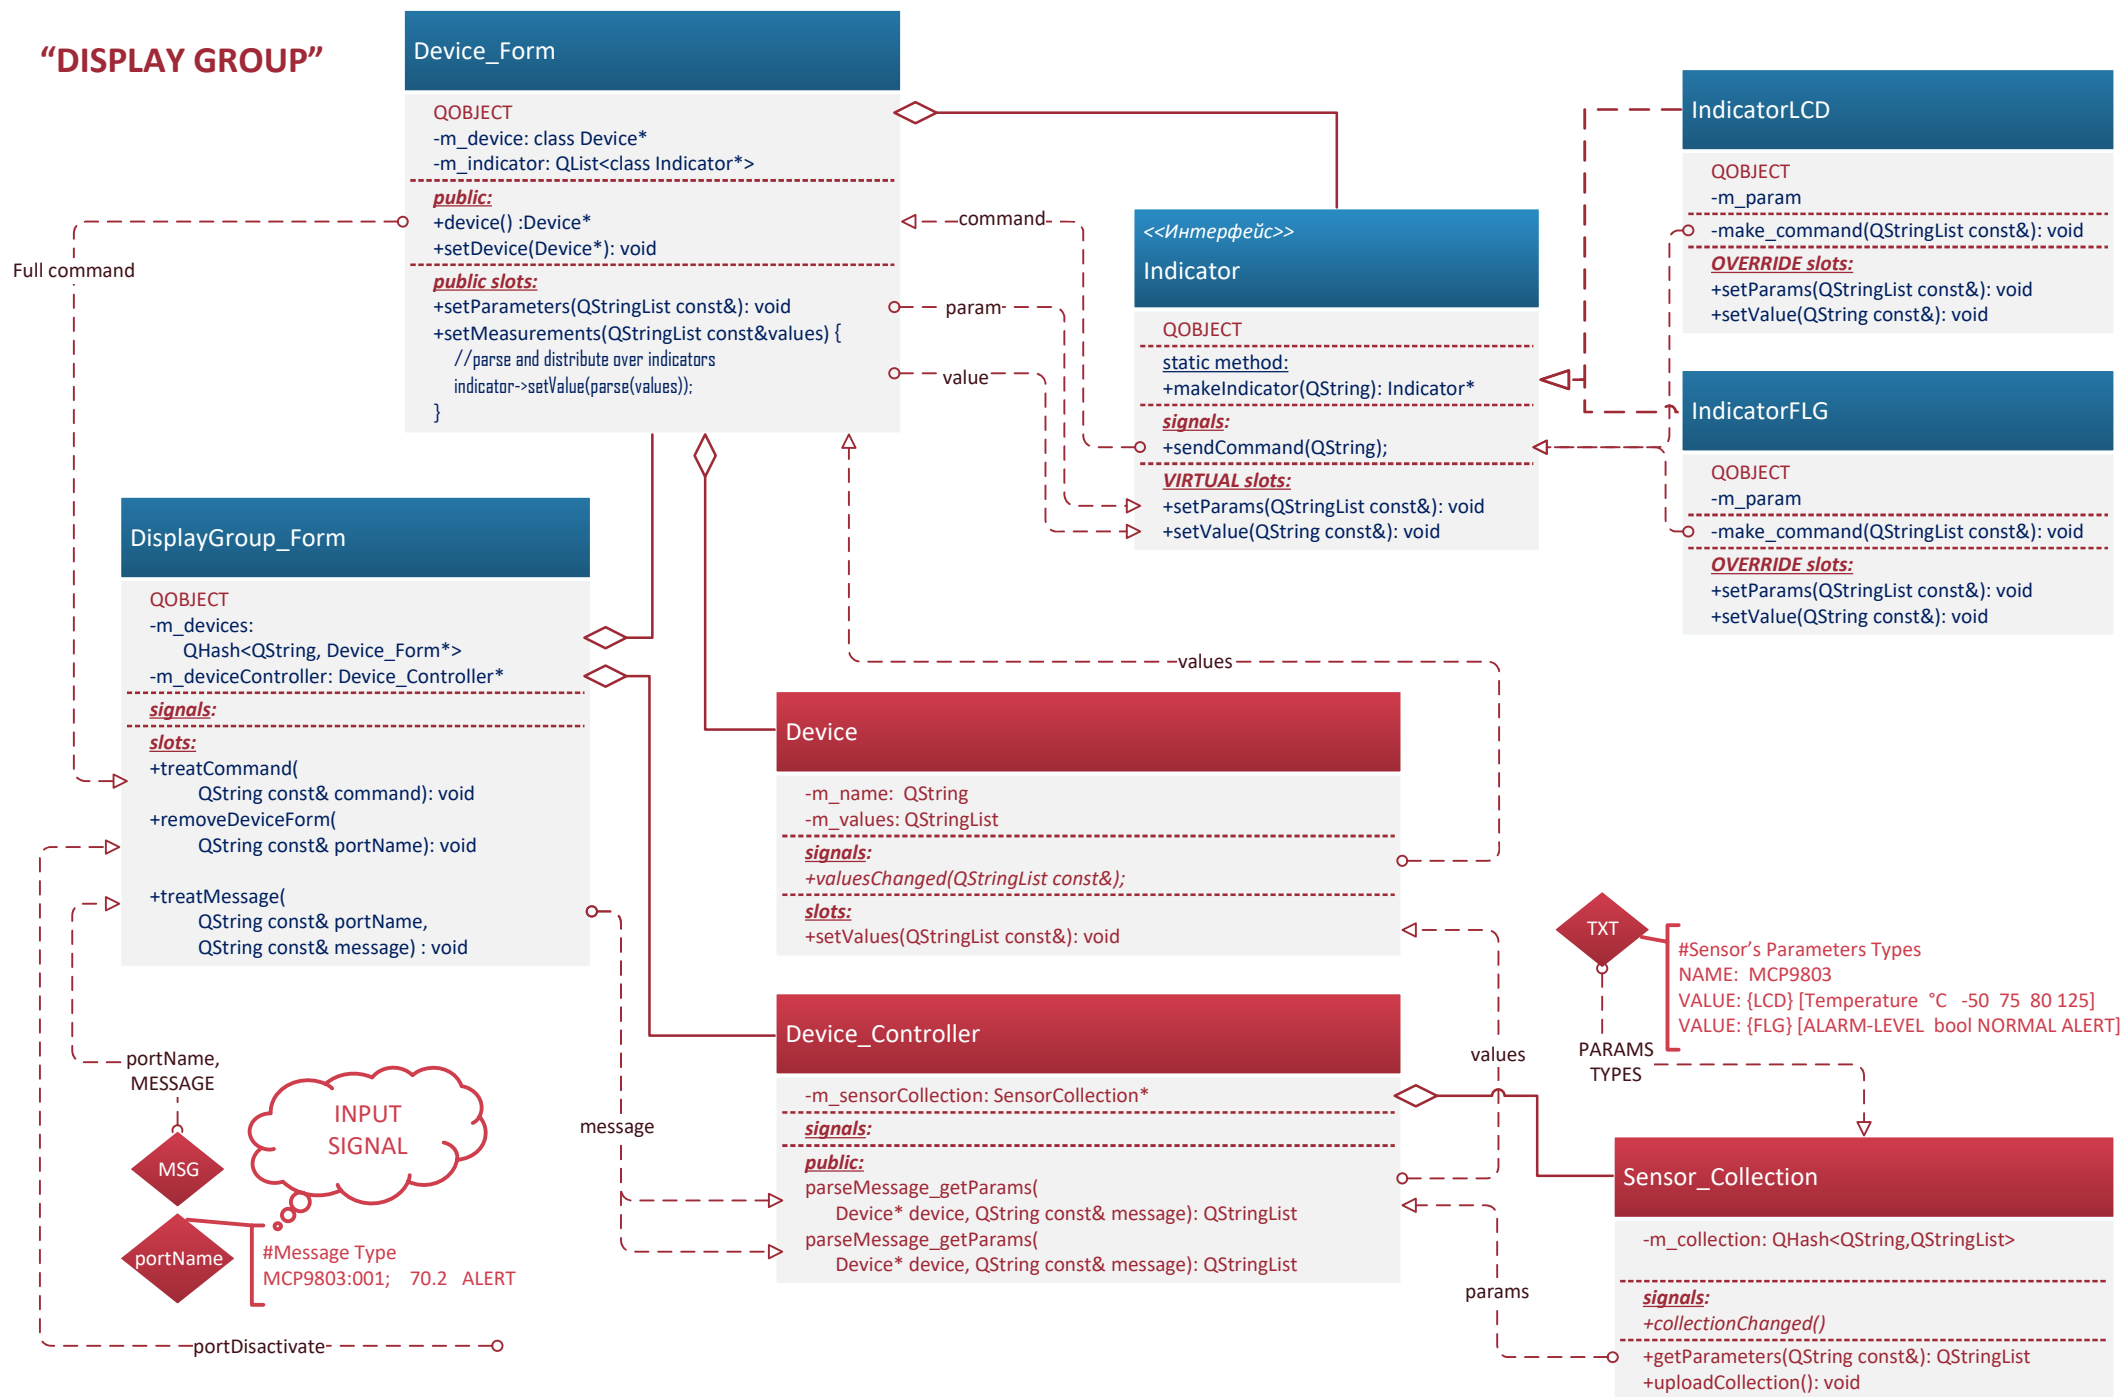 “DISPLAY GROUP”
Device_Form
QOBJECT
-m_device: class Device*
-m_indicator: QList<class Indicator*>
public:
+device() :Device*
+setDevice(Device*): void
public slots:
+setParameters(QStringList const&): void
+setMeasurements(QStringList const&values) {
//parse and distribute over indicators
indicator->setValue(parse(values));
}
Full command
command
param
value
<<Интерфейс>>
Indicator
QOBJECT
static method:
+makeIndicator(QString): Indicator*
signals:
+sendCommand(QString);
VIRTUAL slots:
+setParams(QStringList const&): void
+setValue(QString const&): void
IndicatorLCD
QOBJECT
-m_param
-make_command(QStringList const&): void
OVERRIDE slots:
+setParams(QStringList const&): void
+setValue(QString const&): void
IndicatorFLG
QOBJECT
-m_param
-make_command(QStringList const&): void
OVERRIDE slots:
+setParams(QStringList const&): void
+setValue(QString const&): void
DisplayGroup_Form
QOBJECT
-m_devices:
QHash<QString, Device_Form*>
-m_deviceController: Device_Controller*
signals:
slots:
+treatCommand(
QString const& command): void
+removeDeviceForm(
QString const& portName): void
+treatMessage(
QString const& portName,
QString const& message) : void
values
Device
-m_name: QString
-m_values: QStringList
signals:
+valuesChanged(QStringList const&);
slots:
+setValues(QStringList const&): void
TXT
#Sensor’s Parameters Types
NAME: MCP9803
VALUE: {LCD} [Temperature °C -50 75 80 125]
VALUE: {FLG} [ALARM-LEVEL bool NORMAL ALERT]
PARAMS
TYPES
values
Device_Controller
-m_sensorCollection: SensorCollection*
signals:
public:
parseMessage_getParams(
Device* device, QString const& message): QStringList
parseMessage_getParams(
Device* device, QString const& message): QStringList
message
params
portName,
MESSAGE
INPUT
SIGNAL
MSG
portName
#Message Type
MCP9803:001; 70.2 ALERT
portDisactivate
Sensor_Collection
-m_collection: QHash<QString,QStringList>
signals:
+collectionChanged()
+getParameters(QString const&): QStringList
+uploadCollection(): void